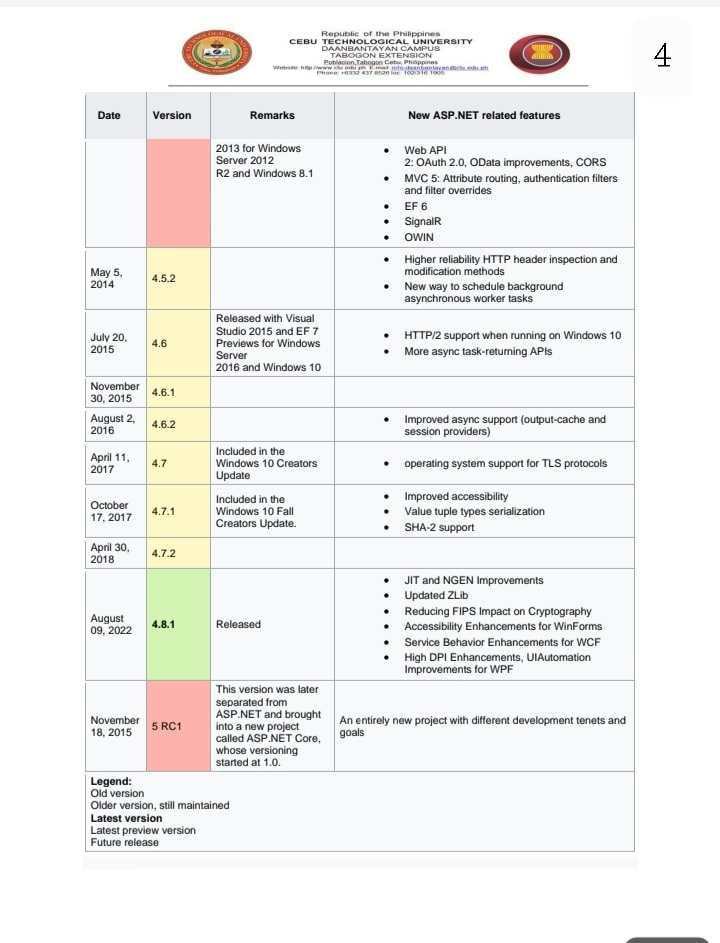 Republic of the Philippines
CEBU TECHNOLOGICAL UNIVERSITY
DAANBANTAYAN CAMPUS
TABOGON EXTENSION
Poblacion Tabogon Cebu, Philippines
4
Date Version Remarks New ASP.NET related features
2013 for Windows
Server 2012
R2 and Windows 8.1
• Web API
2: OAuth 2.0, OData improvements, CORS
• MVC 5: Attribute routing, authentication filters
and filter overrides
• EF 6
• SignalR
• OWIN
May 5,
2014
4.5.2
• Higher reliability HTTP header inspection and
modification methods
• New way to schedule background
asynchronous worker tasks
July 20,
2015
4.6
Released with Visual
Studio 2015 and EF 7
Previews for Windows
Server
2016 and Windows 10
• HTTP/2 support when running on Windows 10
• More async task-returning APIs
November
30, 2015
4.6.1
August 2,
2016
4.6.2
• Improved async support (output-cache and
session providers)
April 11,
2017
4.7
Included in the
Windows 10 Creators
Update
• operating system support for TLS protocols
October
17, 2017
4.7.1
Included in the
Windows 10 Fall
Creators Update.
• Improved accessibility
• Value tuple types serialization
• SHA-2 support
April 30,
2018
4.7.2
August
09, 2022
4.8.1
Released
• JIT and NGEN Improvements
• Updated ZLib
• Reducing FIPS Impact on Cryptography
• Accessibility Enhancements for WinForms
• Service Behavior Enhancements for WCF
• High DPI Enhancements, UIAutomation
Improvements for WPF
November
18, 2015
5 RC1
This version was later
separated from
ASP.NET and brought
into a new project
called ASP.NET Core,
whose versioning
started at 1.0.
An entirely new project with different development tenets and
goals
Legend:
Old version
Older version, still maintained
Latest version
Latest preview version
Future release